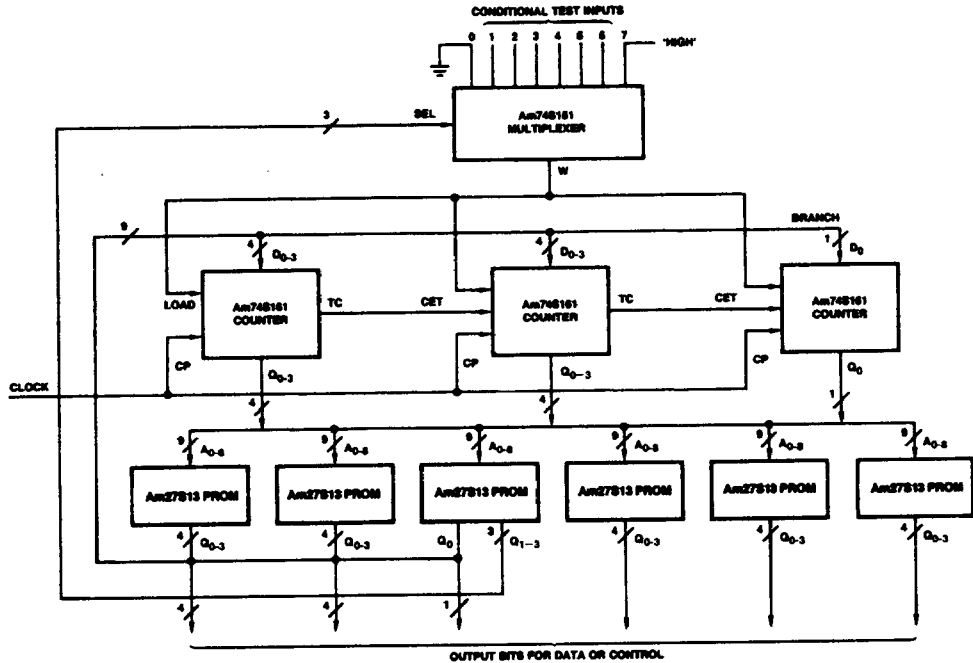 CONDITIONAL TEST INPUTS
0 1 2 3 4 5 6 7 'HIGH'
3 SEL
Am74S151
MULTIPLEXER
W
9 BRANCH
4 D0-3 4 D0-3 1 D0
LOAD
Am74S161
COUNTER
TC CET
Am74S161
COUNTER
TC CET
Am74S161
COUNTER
CP CP CP
CLOCK
Q0-3 Q0-3 Q0
4 4 1
9 A0-8 9 A0-8 9 A0-8 9 A0-8 9 A0-8 9 A0-8
Am27S13 PROM Am27S13 PROM Am27S13 PROM Am27S13 PROM Am27S13 PROM Am27S13 PROM
4 Q0-3 4 Q0-3 Q0 3 Q1-3 4 Q0-3 4 Q0-3 4 Q0-3
4 4 1
OUTPUT BITS FOR DATA OR CONTROL